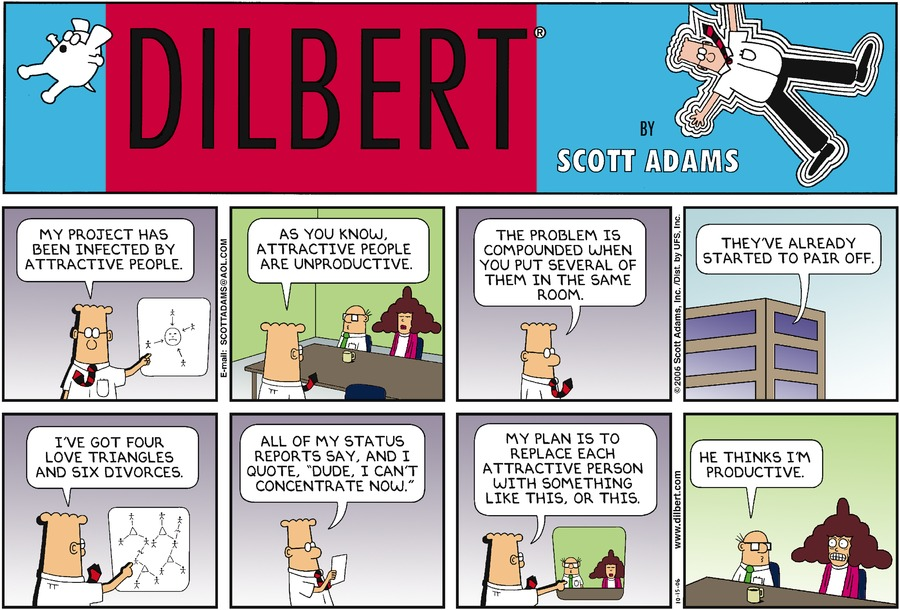 DILBERT®
BY
SCOTT ADAMS
MY PROJECT HAS
BEEN INFECTED BY
ATTRACTIVE PEOPLE.
E-mail: SCOTTADAMS@AOL.COM
AS YOU KNOW,
ATTRACTIVE PEOPLE
ARE UNPRODUCTIVE.
THE PROBLEM IS
COMPOUNDED WHEN
YOU PUT SEVERAL OF
THEM IN THE SAME
ROOM.
© 2006 Scott Adams, Inc. /Dist. by UFS, Inc.
THEY'VE ALREADY
STARTED TO PAIR OFF.
I'VE GOT FOUR
LOVE TRIANGLES
AND SIX DIVORCES.
ALL OF MY STATUS
REPORTS SAY, AND I
QUOTE, "DUDE, I CAN'T
CONCENTRATE NOW."
MY PLAN IS TO
REPLACE EACH
ATTRACTIVE PERSON
WITH SOMETHING
LIKE THIS, OR THIS.
www.dilbert.com
10-15-06
HE THINKS I'M
PRODUCTIVE.